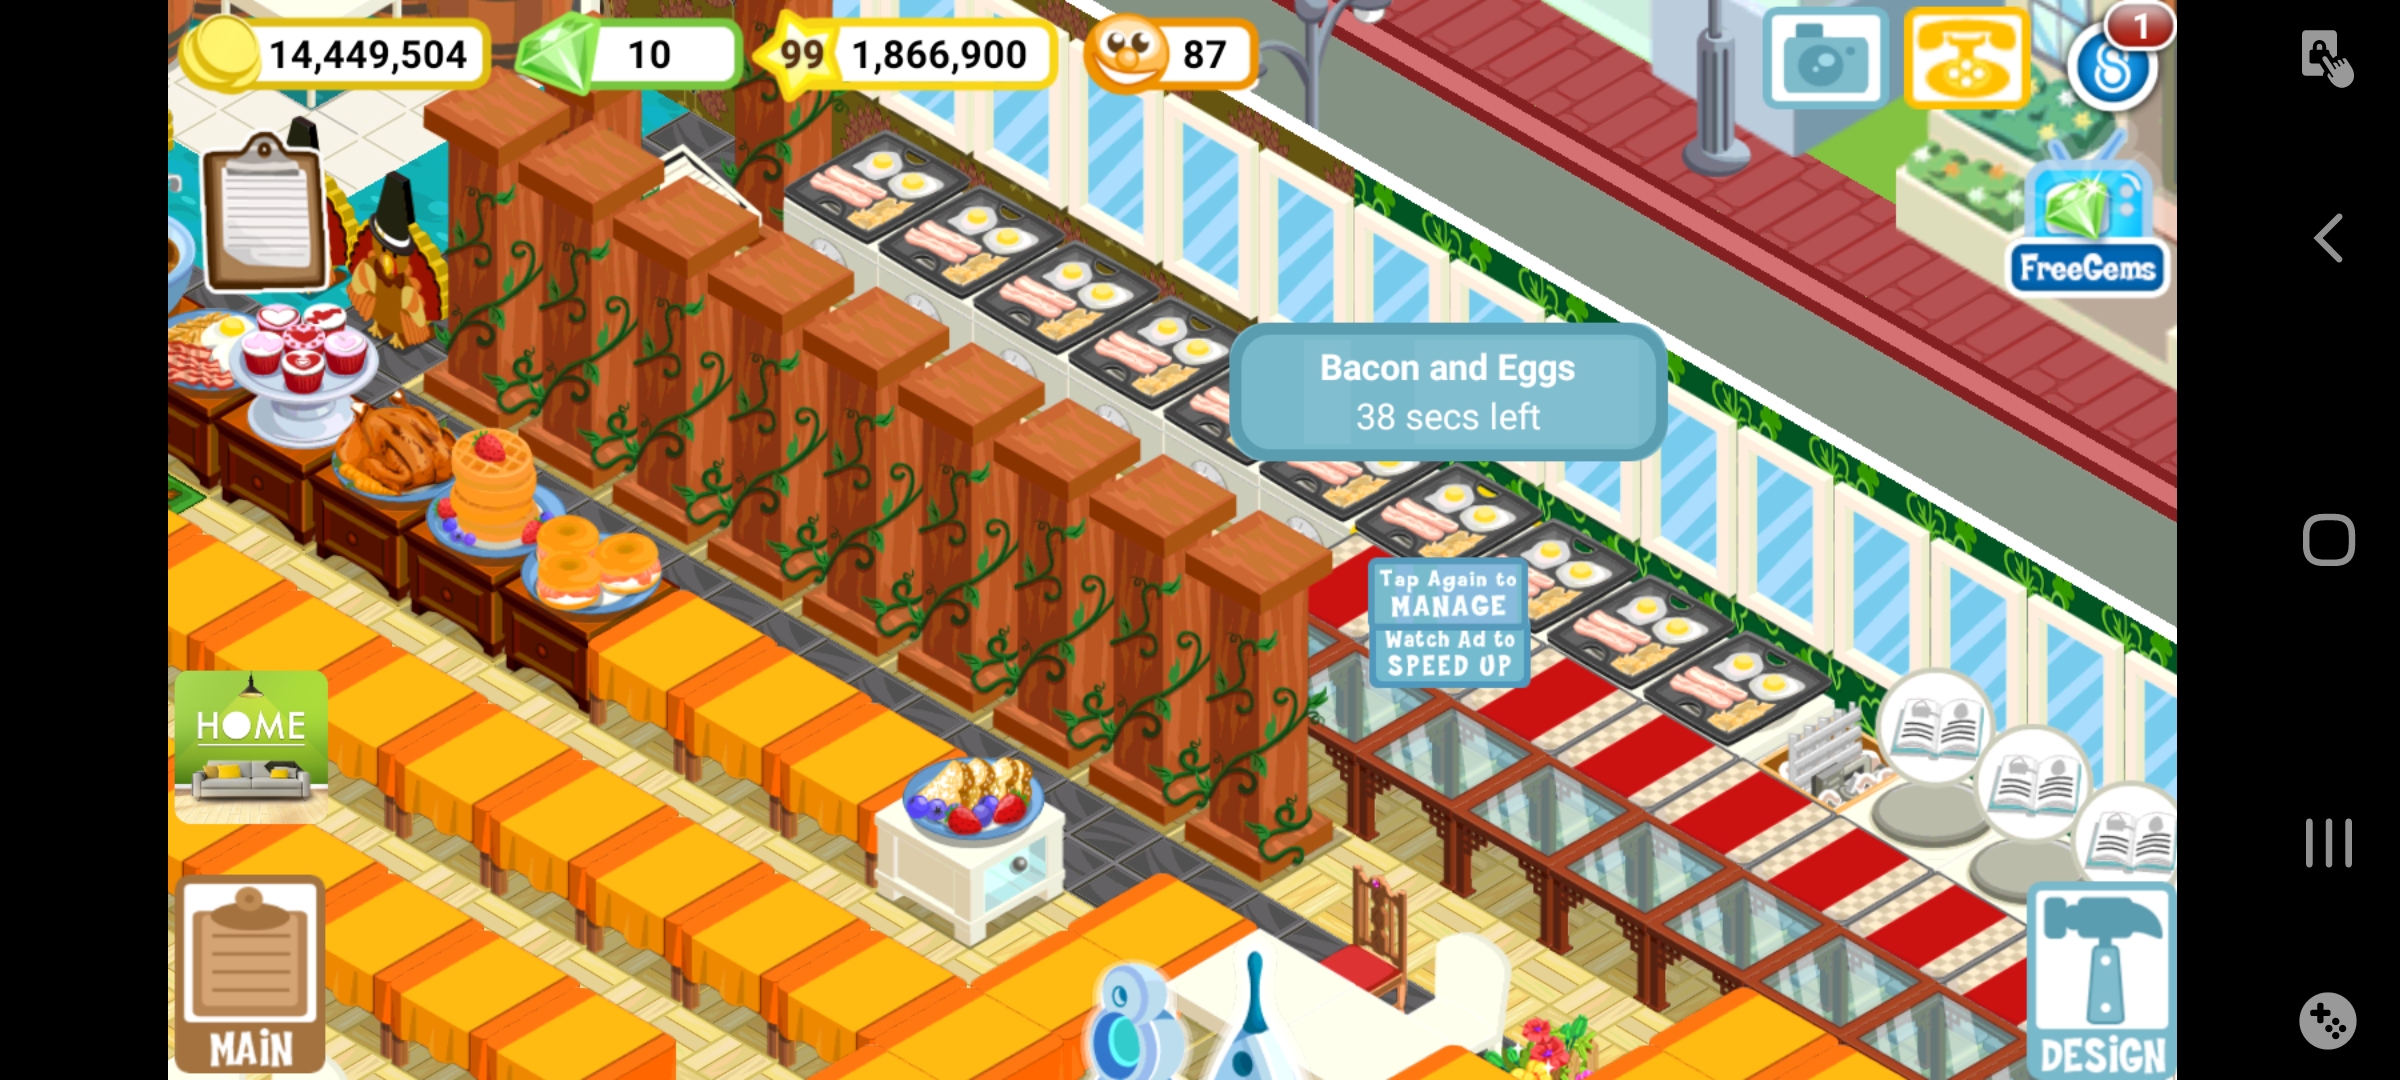 14,449,504
10
99
1,866,900
87
1
FreeGems
Bacon and Eggs
38 secs left
Tap Again to
MANAGE
Watch Ad to
SPEED UP
HOME
MAiN
DESiGN